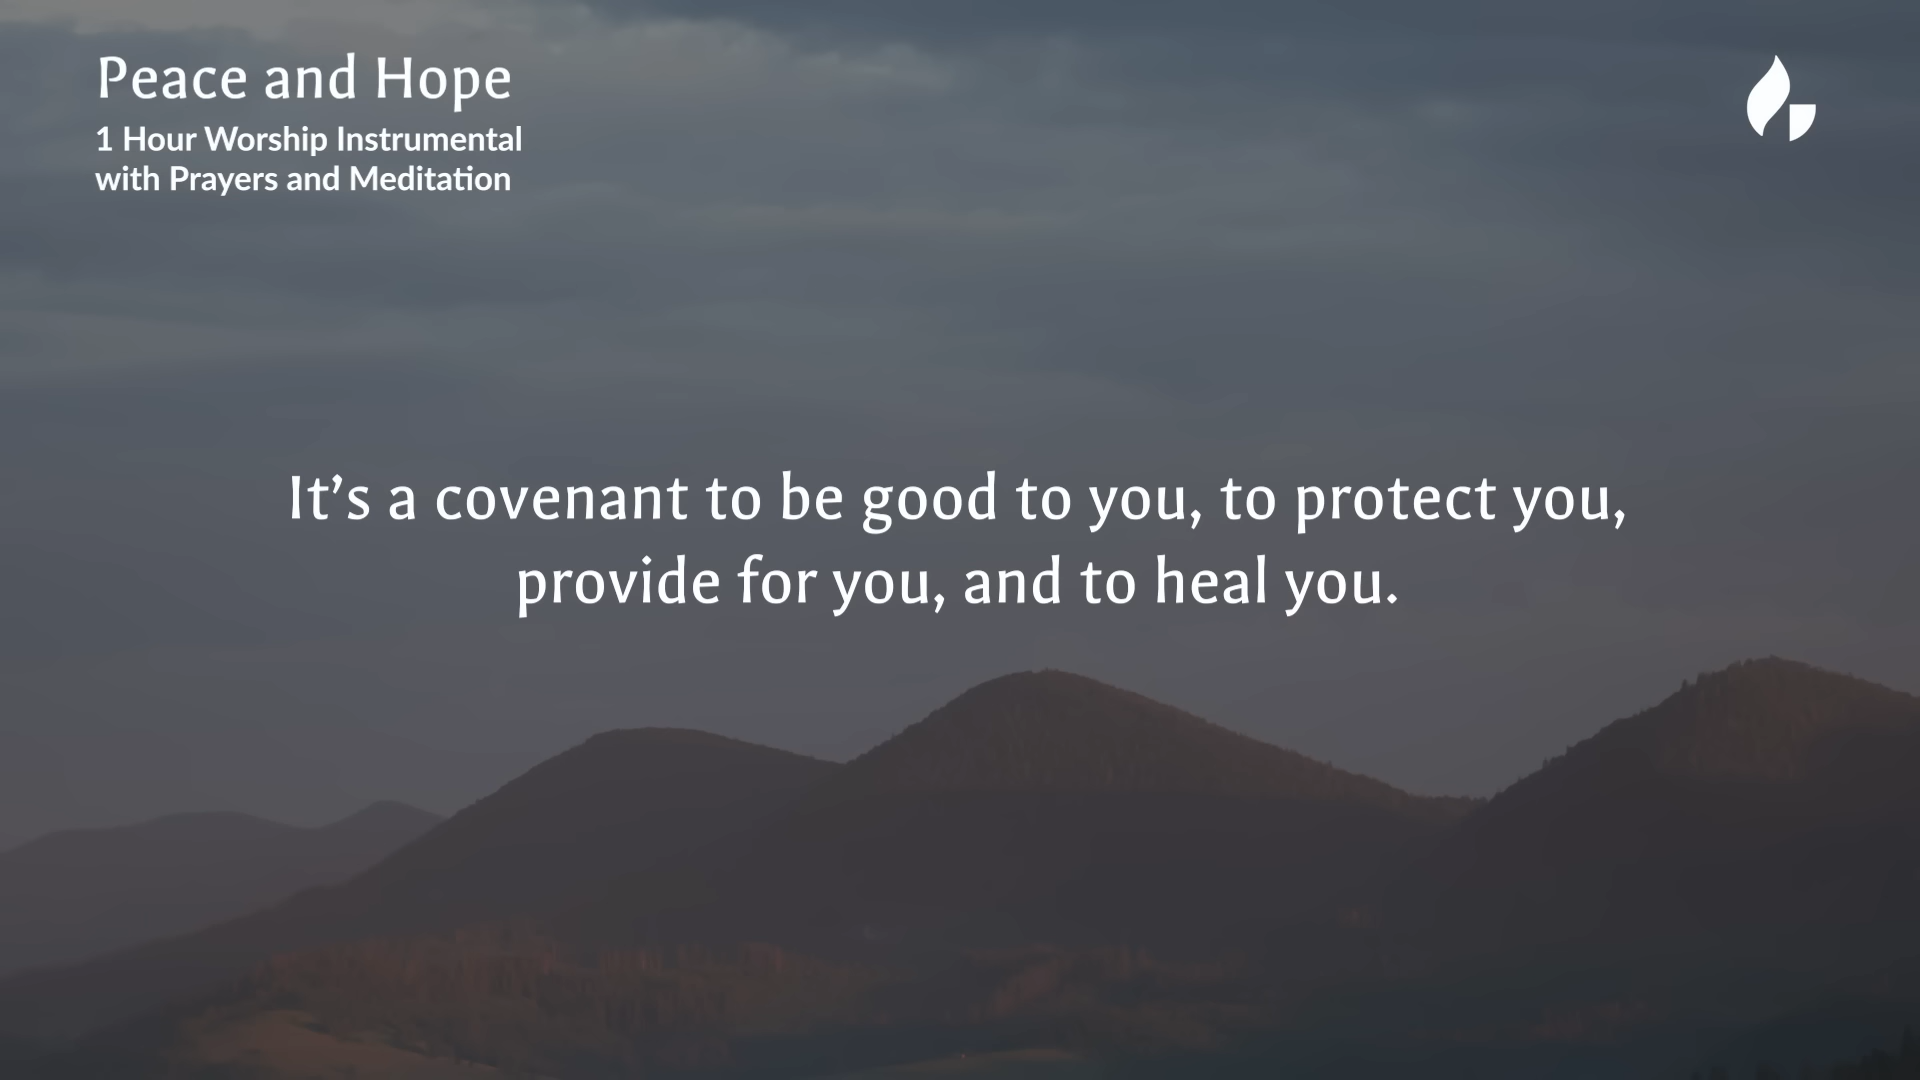 Peace and Hope
1 Hour Worship Instrumental
with Prayers and Meditation
It’s a covenant to be good to you, to protect you,
provide for you, and to heal you.